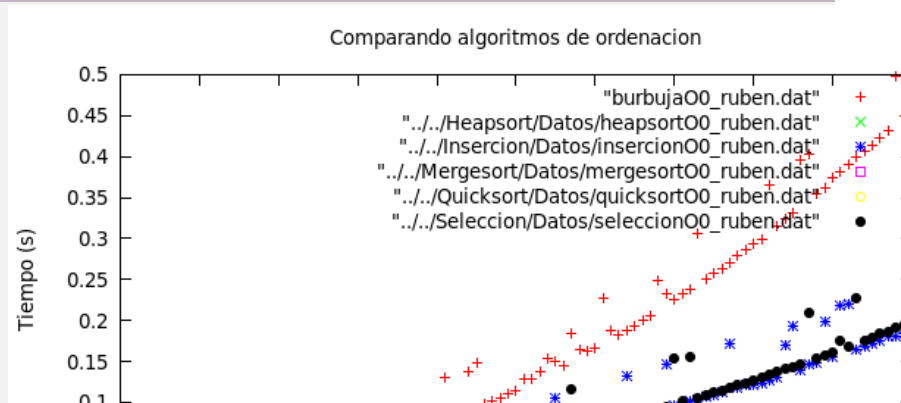 Comparando algoritmos de ordenacion
0.5
"burbujaO0_ruben.dat"
0.45
"../../Heapsort/Datos/heapsortO0_ruben.dat"
"../../Insercion/Datos/insercionO0_ruben.dat"
0.4
"../../Mergesort/Datos/mergesortO0_ruben.dat"
0.35
"../../Quicksort/Datos/quicksortO0_ruben.dat"
"../../Seleccion/Datos/seleccionO0_ruben.dat"
0.3
Tiempo (s)
0.25
0.2
0.15
0.1